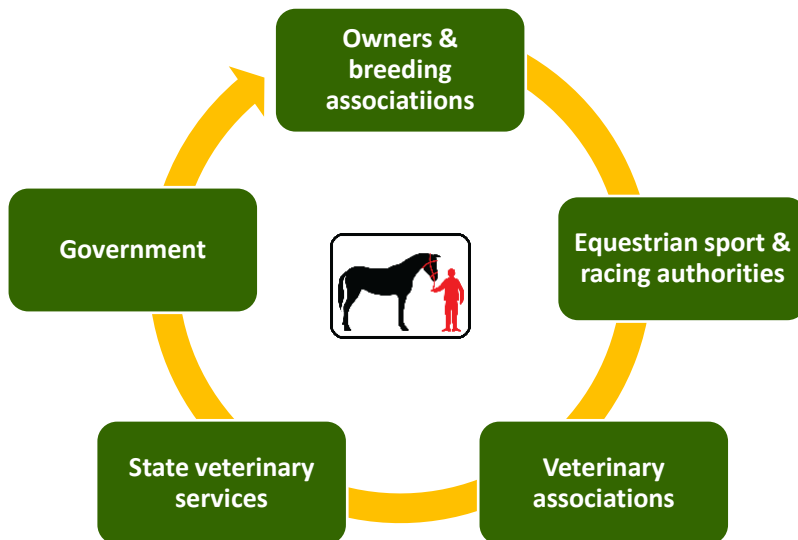 Owners &
breeding
associatiions
Equestrian sport &
racing authorities
Veterinary
associations
State veterinary
services
Government